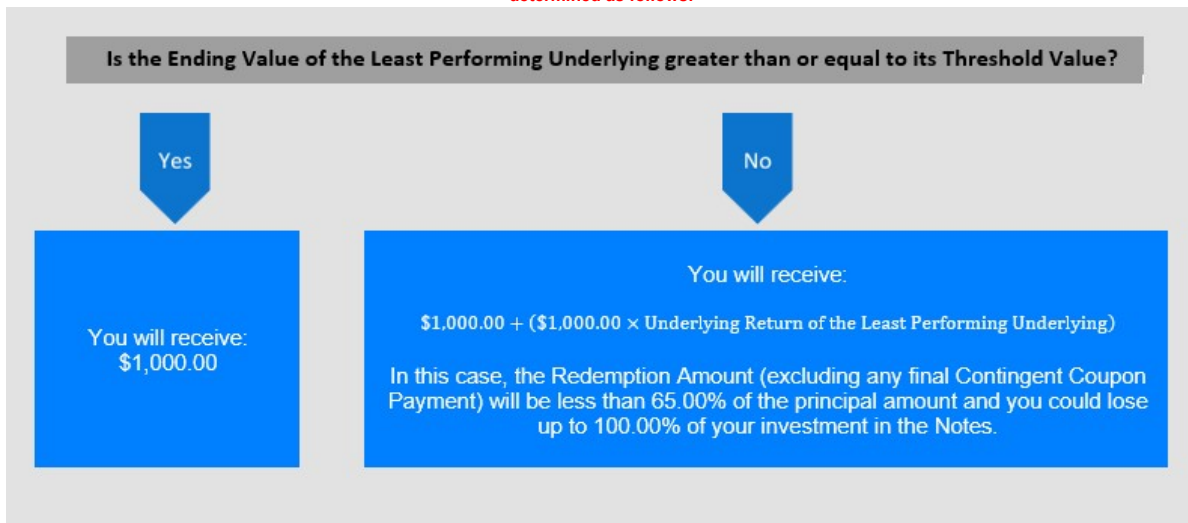 determined as follows:
Is the Ending Value of the Least Performing Underlying greater than or equal to its Threshold Value?
Yes
No
You will receive:
$1,000.00
You will receive:
$1,000.00 + ($1,000.00 × Underlying Return of the Least Performing Underlying)
In this case, the Redemption Amount (excluding any final Contingent Coupon
Payment) will be less than 65.00% of the principal amount and you could lose
up to 100.00% of your investment in the Notes.